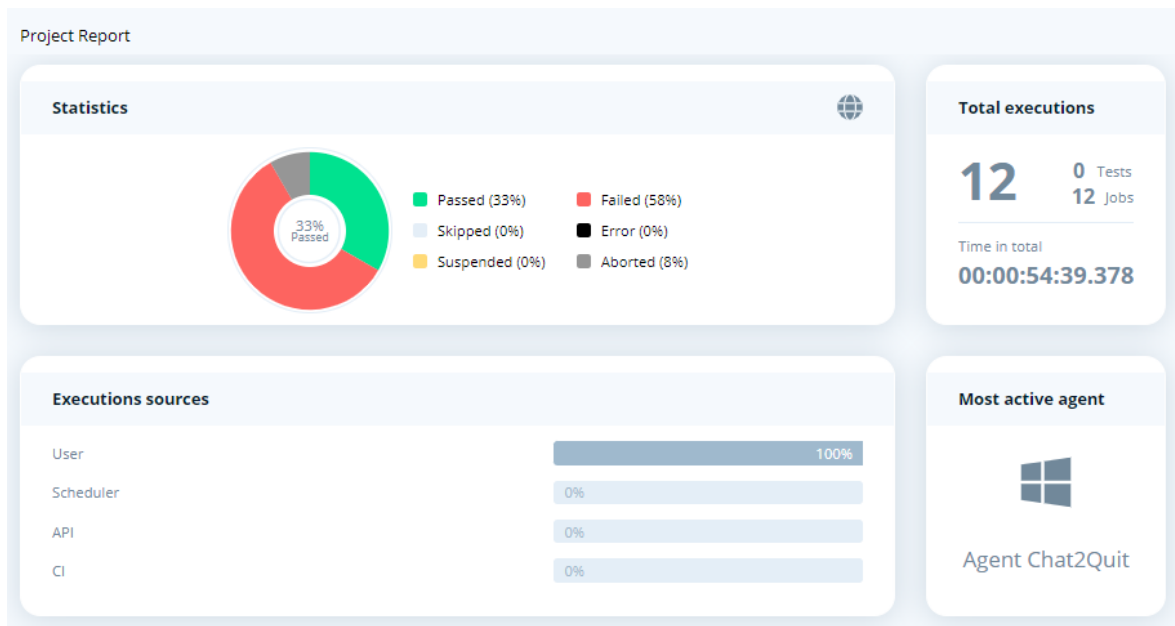 Project Report
Statistics
33%
Passed
Passed (33%)
Failed (58%)
Skipped (0%)
Error (0%)
Suspended (0%)
Aborted (8%)
Total executions
12
0 Tests
12 Jobs
Time in total
00:00:54:39.378
Executions sources
User 100%
Scheduler 0%
API 0%
CI 0%
Most active agent
Agent Chat2Quit